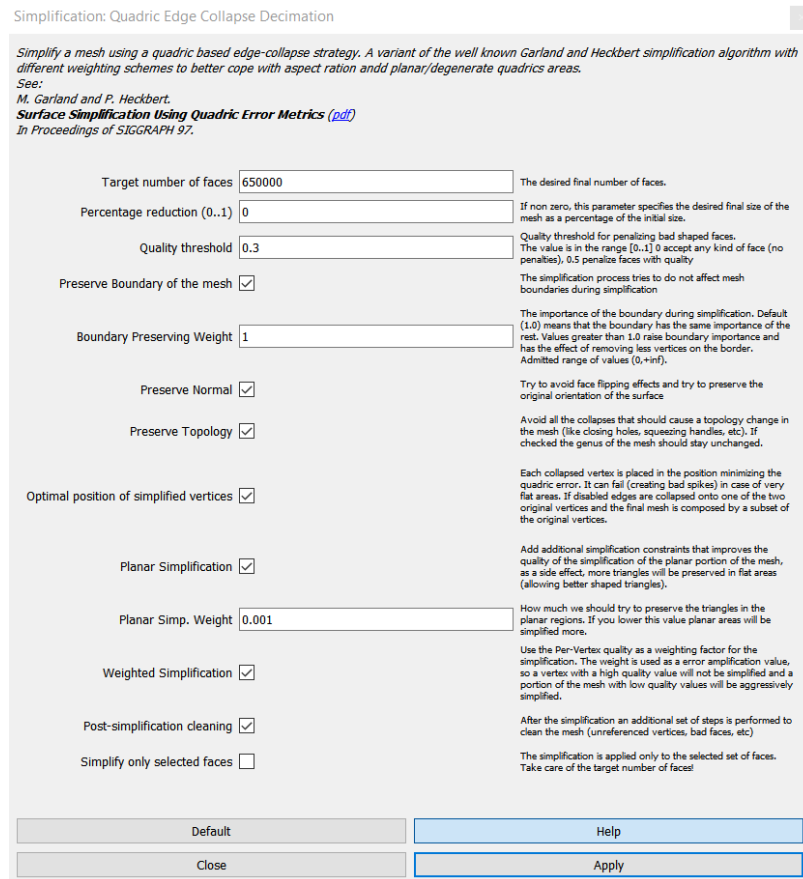 Simplification: Quadric Edge Collapse Decimation
Simplify a mesh using a quadric based edge-collapse strategy. A variant of the well known Garland and Heckbert simplification algorithm with
different weighting schemes to better cope with aspect ration andd planar/degenerate quadrics areas.
See:
M. Garland and P. Heckbert.
Surface Simplification Using Quadric Error Metrics (pdf)
In Proceedings of SIGGRAPH 97.
Target number of faces 650000
The desired final number of faces.
Percentage reduction (0..1) 0
If non zero, this parameter specifies the desired final size of the
mesh as a percentage of the initial size.
Quality threshold 0.3
Quality threshold for penalizing bad shaped faces.
The value is in the range [0..1] 0 accept any kind of face (no
penalties), 0.5 penalize faces with quality
Preserve Boundary of the mesh
The simplification process tries to do not affect mesh
boundaries during simplification
Boundary Preserving Weight 1
The importance of the boundary during simplification. Default
(1.0) means that the boundary has the same importance of the
rest. Values greater than 1.0 raise boundary importance and
has the effect of removing less vertices on the border.
Admitted range of values (0,+inf).
Preserve Normal
Try to avoid face flipping effects and try to preserve the
original orientation of the surface
Preserve Topology
Avoid all the collapses that should cause a topology change in
the mesh (like closing holes, squeezing handles, etc). If
checked the genus of the mesh should stay unchanged.
Optimal position of simplified vertices
Each collapsed vertex is placed in the position minimizing the
quadric error. It can fail (creating bad spikes) in case of very
flat areas. If disabled edges are collapsed onto one of the two
original vertices and the final mesh is composed by a subset of
the original vertices.
Planar Simplification
Add additional simplification constraints that improves the
quality of the simplification of the planar portion of the mesh,
as a side effect, more triangles will be preserved in flat areas
(allowing better shaped triangles).
Planar Simp. Weight 0.001
How much we should try to preserve the triangles in the
planar regions. If you lower this value planar areas will be
simplified more.
Weighted Simplification
Use the Per-Vertex quality as a weighting factor for the
simplification. The weight is used as a error amplification value,
so a vertex with a high quality value will not be simplified and a
portion of the mesh with low quality values will be aggressively
simplified.
Post-simplification cleaning
After the simplification an additional set of steps is performed to
clean the mesh (unreferenced vertices, bad faces, etc)
Simplify only selected faces
The simplification is applied only to the selected set of faces.
Take care of the target number of faces!
Default
Help
Close
Apply